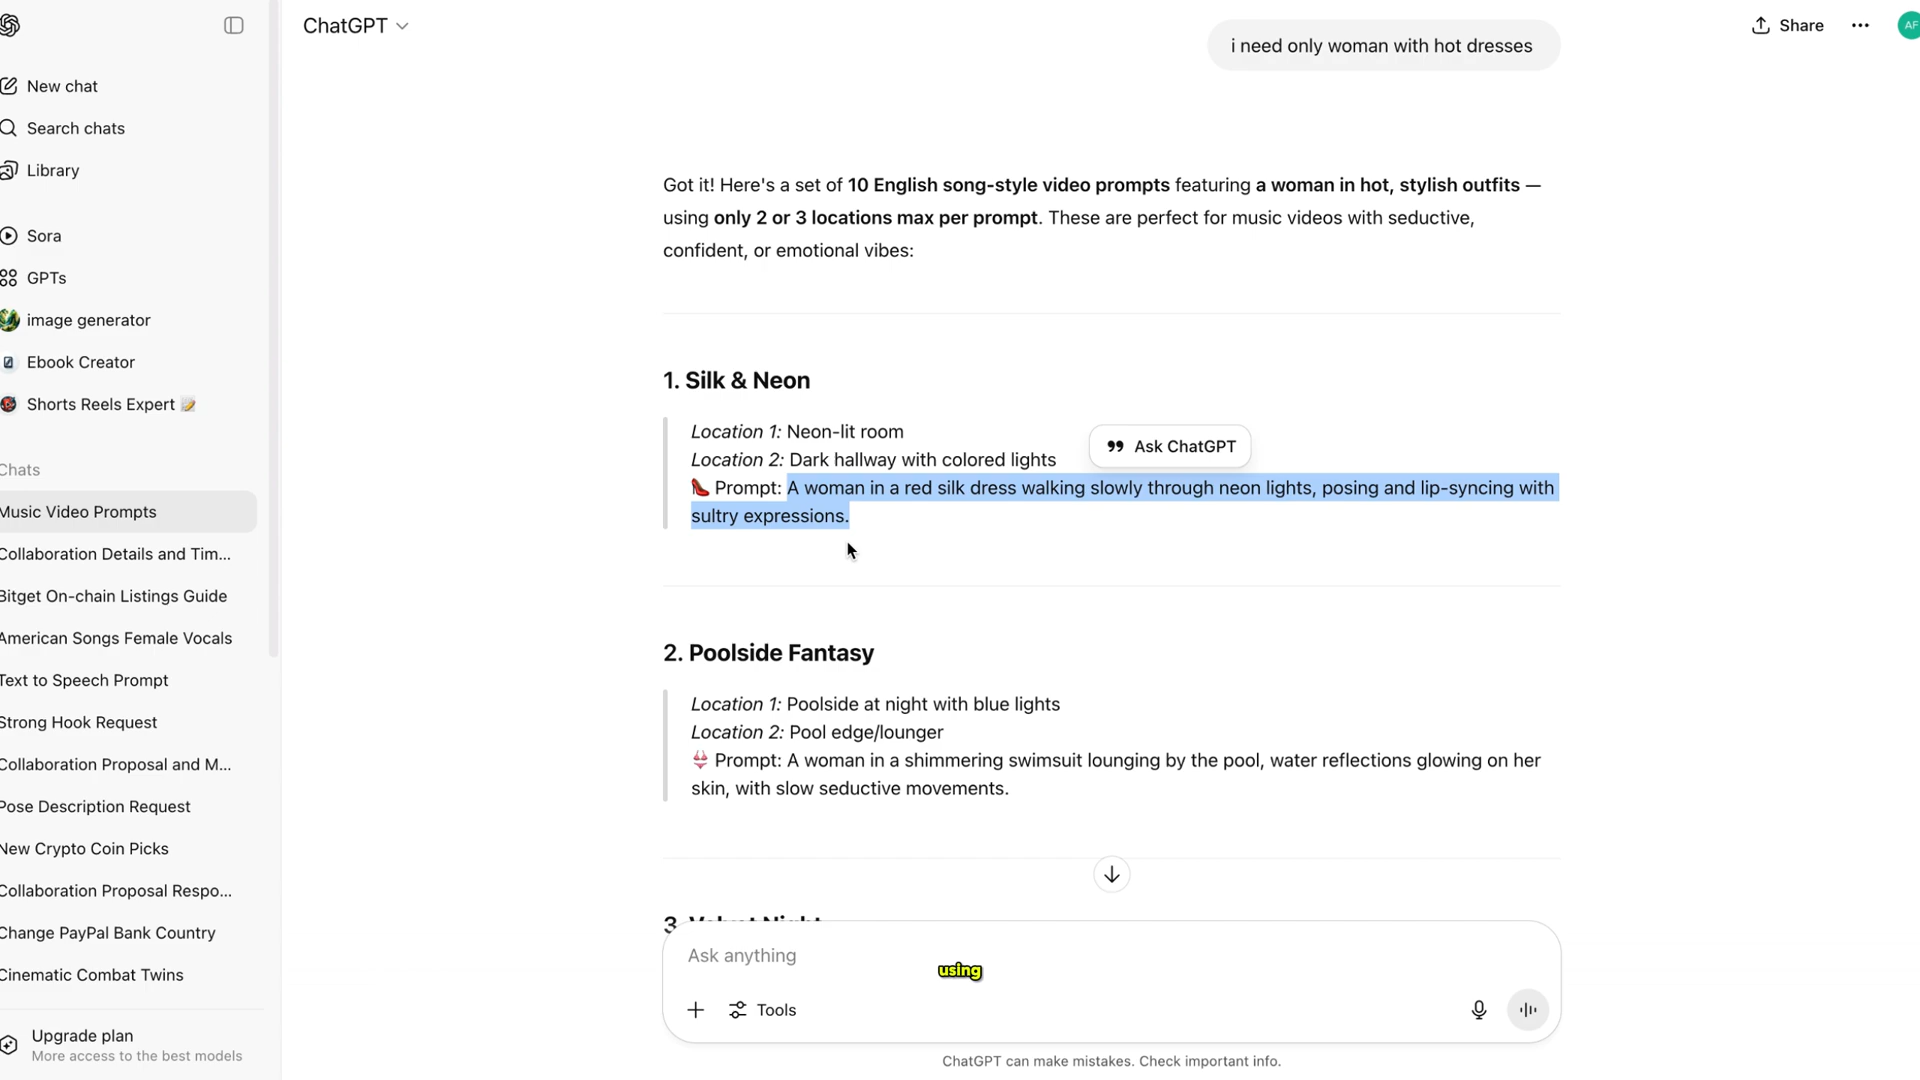 ChatGPT
Share
AF
i need only woman with hot dresses
New chat
Search chats
Library
Sora
GPTs
image generator
Ebook Creator
Shorts Reels Expert
Chats
Music Video Prompts
Collaboration Details and Tim...
Bitget On-chain Listings Guide
American Songs Female Vocals
Text to Speech Prompt
Strong Hook Request
Collaboration Proposal and M...
Pose Description Request
New Crypto Coin Picks
Collaboration Proposal Respo...
Change PayPal Bank Country
Cinematic Combat Twins
Upgrade plan
More access to the best models
Got it! Here's a set of 10 English song-style video prompts featuring a woman in hot, stylish outfits —
using only 2 or 3 locations max per prompt. These are perfect for music videos with seductive,
confident, or emotional vibes:
1. Silk & Neon
Location 1: Neon-lit room
Location 2: Dark hallway with colored lights
Ask ChatGPT
👠 Prompt: A woman in a red silk dress walking slowly through neon lights, posing and lip-syncing with
sultry expressions.
2. Poolside Fantasy
Location 1: Poolside at night with blue lights
Location 2: Pool edge/lounger
👙 Prompt: A woman in a shimmering swimsuit lounging by the pool, water reflections glowing on her
skin, with slow seductive movements.
3. Velvet Night
Ask anything
using
Tools
ChatGPT can make mistakes. Check important info.